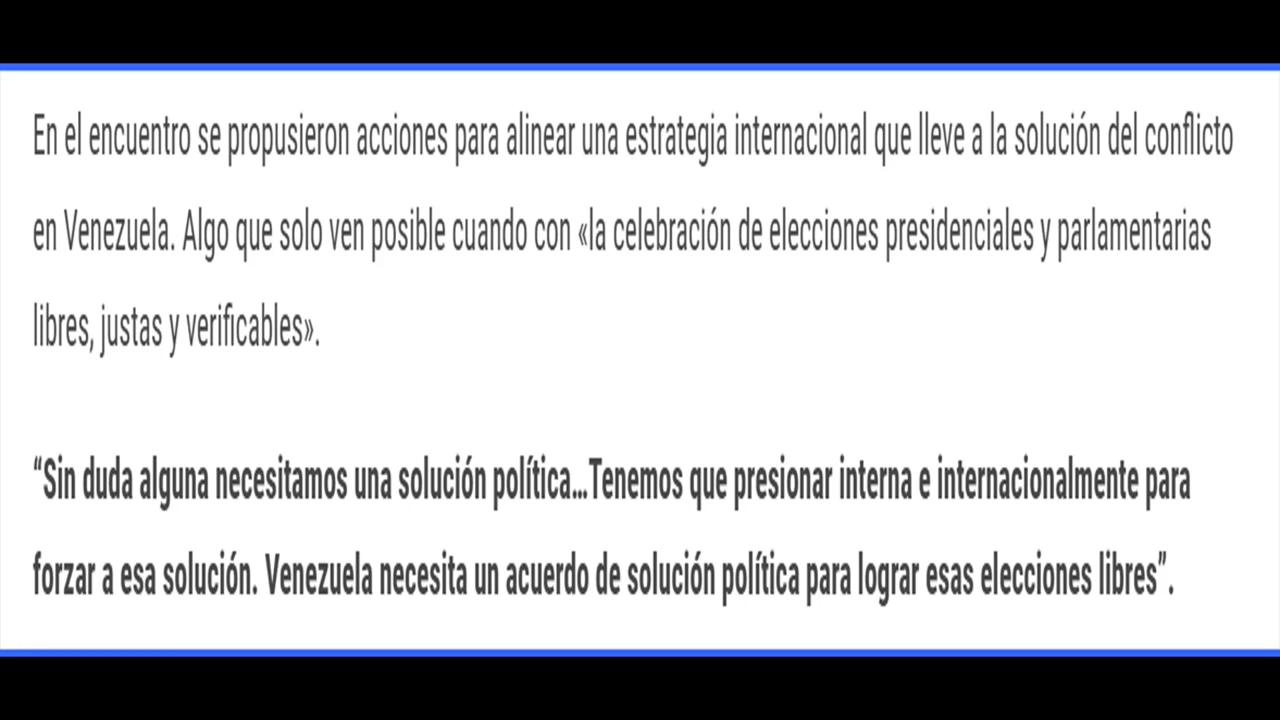 En el encuentro se propusieron acciones para alinear una estrategia internacional que lleve a la solución del conflicto
en Venezuela. Algo que solo ven posible cuando con «la celebración de elecciones presidenciales y parlamentarias
libres, justas y verificables».
“Sin duda alguna necesitamos una solución política...Tenemos que presionar interna e internacionalmente para
forzar a esa solución. Venezuela necesita un acuerdo de solución política para lograr esas elecciones libres”.